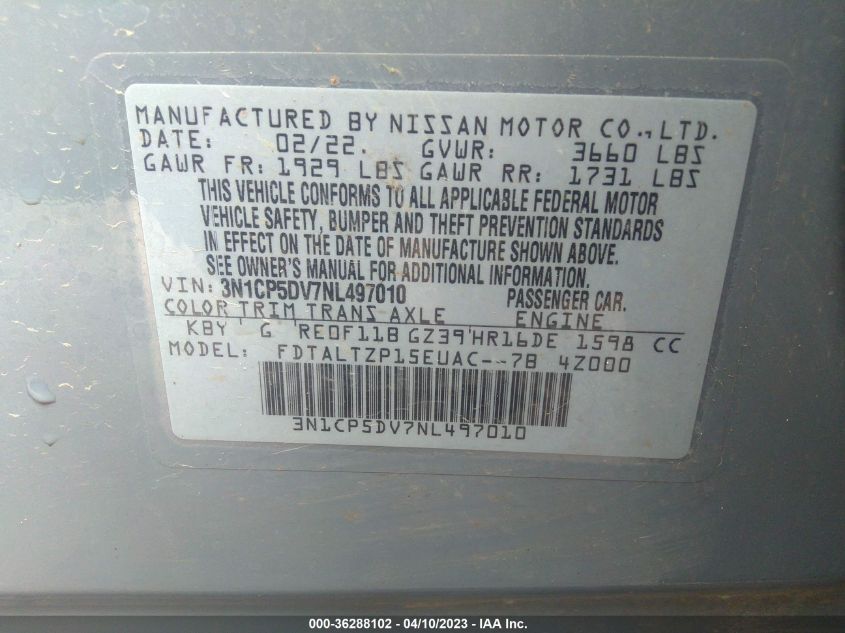 MANUFACTURED BY NISSAN MOTOR CO., LTD.
DATE: 02/22. GVWR: 3660 LBS
GAWR FR: 1929 LBS GAWR RR: 1731 LBS
THIS VEHICLE CONFORMS TO ALL APPLICABLE FEDERAL MOTOR
VEHICLE SAFETY, BUMPER AND THEFT PREVENTION STANDARDS
IN EFFECT ON THE DATE OF MANUFACTURE SHOWN ABOVE.
SEE OWNER'S MANUAL FOR ADDITIONAL INFORMATION.
VIN: 3N1CP5DV7NL497010 PASSENGER CAR.
COLOR TRIM TRANS AXLE ENGINE
KBY G RE0F11B GZ39 HR16DE 1598 CC
MODEL: FDTALTZP15EUAC--7B 4Z000
3N1CP5DV7NL497010
000-36288102 - 04/10/2023 - IAA Inc.